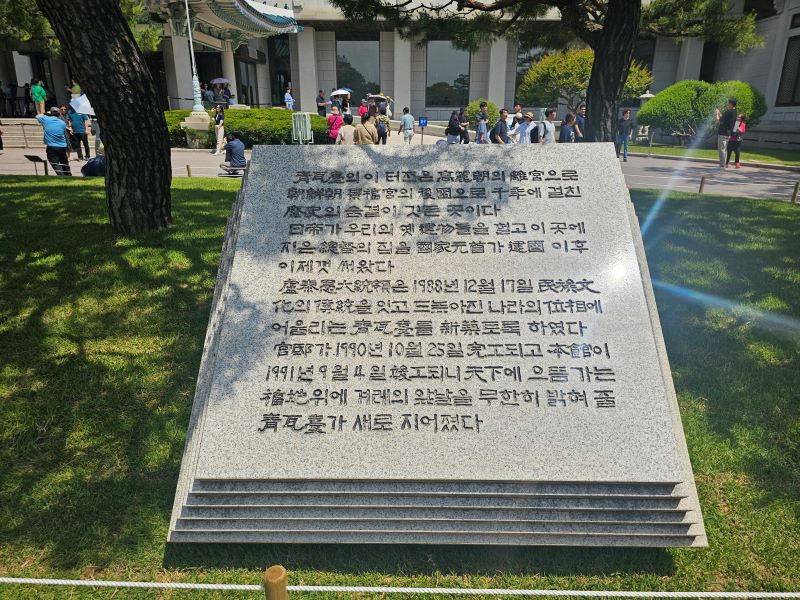 靑瓦臺의 이 터전은 高麗朝의 離宮으로
朝鮮朝 景福宮의 後園으로 千年에 걸친
歷史의 숨결이 깃든 곳이다
日帝가 우리의 옛 建物들을 헐고 이 곳에
지은 總督의 집을 國家元首가 建國 이후
이제껏 써왔다
盧泰愚大統領은 1988년 12월 17일 民族文
化의 傳統을 잇고 드높아진 나라의 位相에
어울리는 靑瓦臺를 新築토록 하였다
官邸가 1990년 10월 25일 完工되고 本館이
1991년 9월 4일 竣工되니 天下에 으뜸 가는
福地 위에 겨레의 앞날을 무한히 밝혀 줄
靑瓦臺가 새로 지어졌다